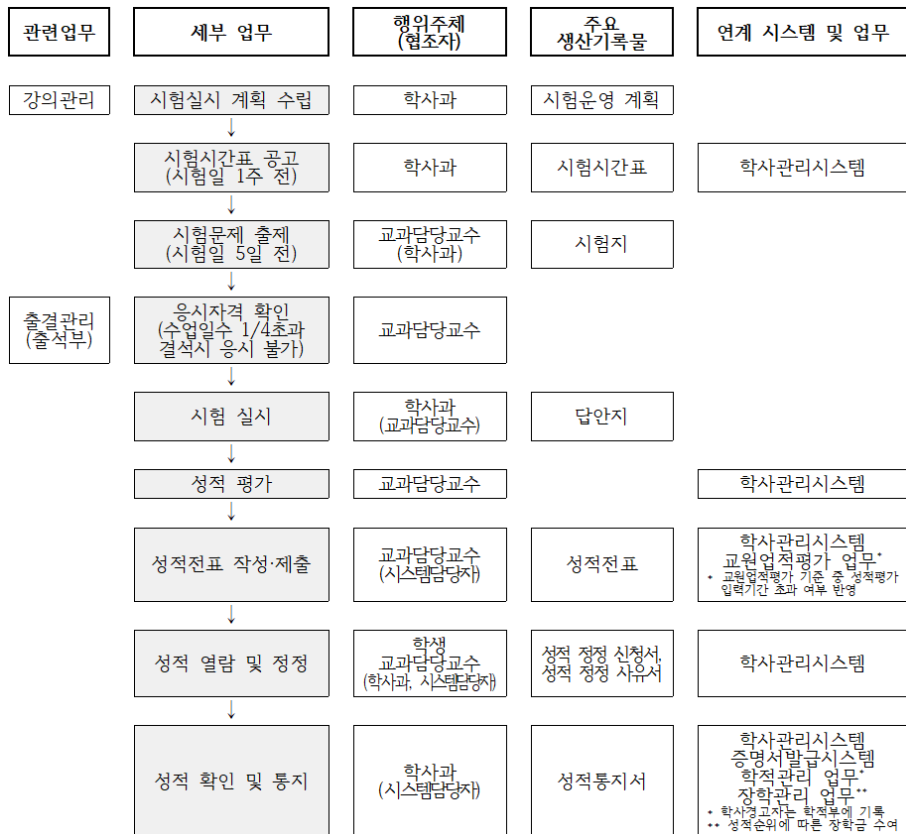 관련업무
세부 업무
행위주체
(협조자)
주요
생산기록물
연계 시스템 및 업무
강의관리
시험실시 계획 수립
학사과
시험운영 계획
↓
시험시간표 공고
(시험일 1주 전)
학사과
시험시간표
학사관리시스템
↓
시험문제 출제
(시험일 5일 전)
교과담당교수
(학사과)
시험지
↓
출결관리
(출석부)
응시자격 확인
(수업일수 1/4초과
결석시 응시 불가)
교과담당교수
↓
시험 실시
학사과
(교과담당교수)
답안지
↓
성적 평가
교과담당교수
학사관리시스템
↓
성적전표 작성·제출
교과담당교수
(시스템담당자)
성적전표
학사관리시스템
교원업적평가 업무*
* 교원업적평가 기준 중 성적평가
입력기간 초과 여부 반영
↓
성적 열람 및 정정
학생
교과담당교수
(학사과, 시스템담당자)
성적 정정 신청서,
성적 정정 사유서
학사관리시스템
↓
성적 확인 및 통지
학사과
(시스템담당자)
성적통지서
학사관리시스템
증명서발급시스템
학적관리 업무*
장학관리 업무**
* 학사경고자는 학적부에 기록
** 성적순위에 따른 장학금 수여